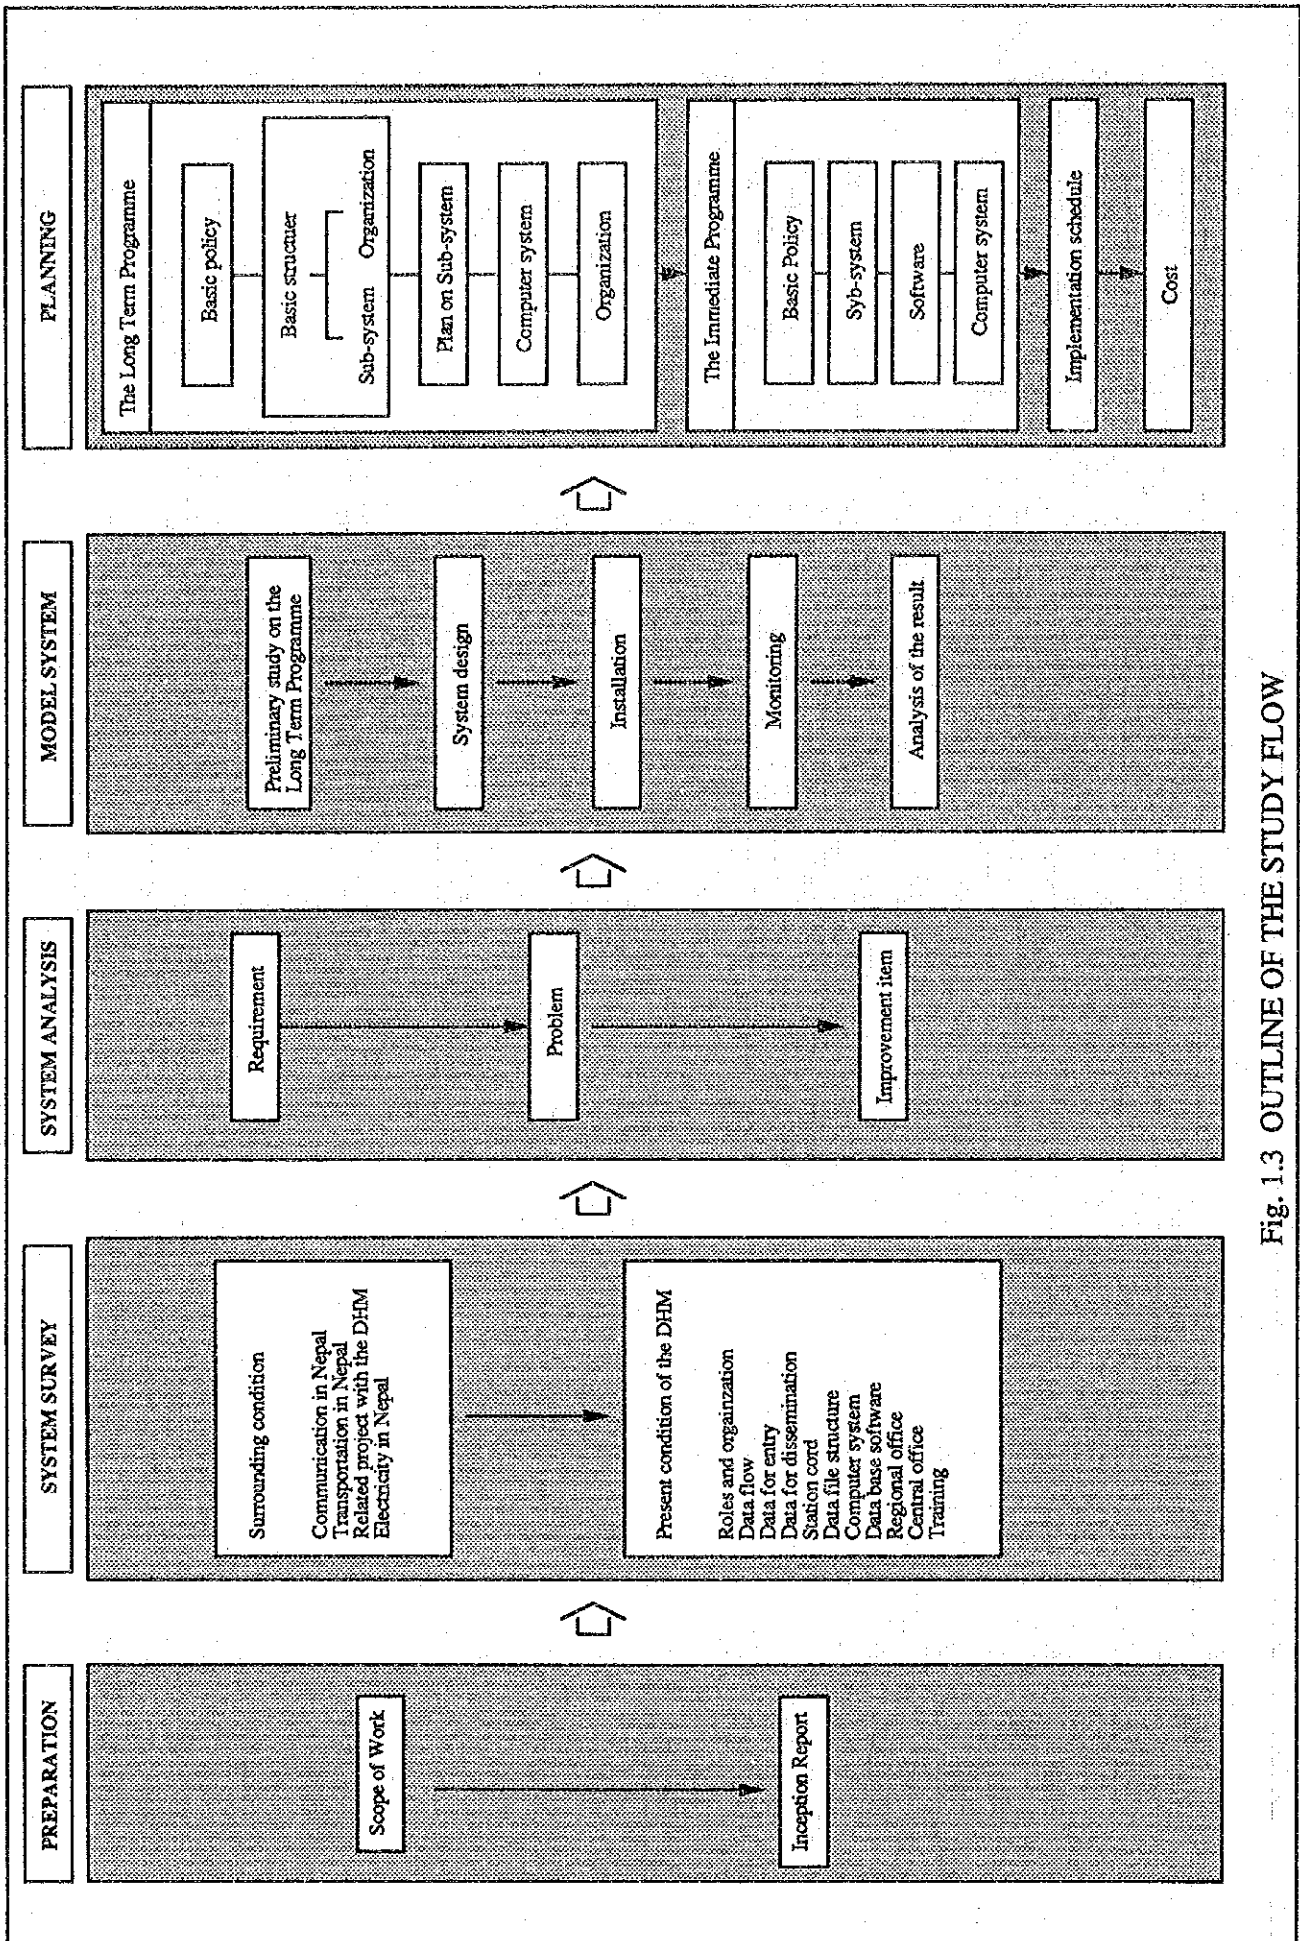 PREPARATION
Scope of Work
Inception Report
SYSTEM SURVEY
Surrounding condition
Communication in Nepal
Transportation in Nepal
Related project with the DHM
Electricity in Nepal
Present condition of the DHM
Roles and orgainzation
Data flow
Data for entry
Data for dissemination
Station cord
Data file structure
Computer system
Data base software
Regional office
Central office
Training
SYSTEM ANALYSIS
Requirement
Problem
Improvement item
MODEL SYSTEM
Preliminary study on the
Long Term Programme
System design
Installation
Monitoring
Analysis of the result
PLANNING
The Long Term Programme
Basic policy
Basic structuer
Sub-system Organization
Plan on Sub-system
Computer system
Organization
The Immediate Programme
Basic Policy
Syb-system
Software
Computer system
Implementation schedule
Cost
Fig. 1.3 OUTLINE OF THE STUDY FLOW